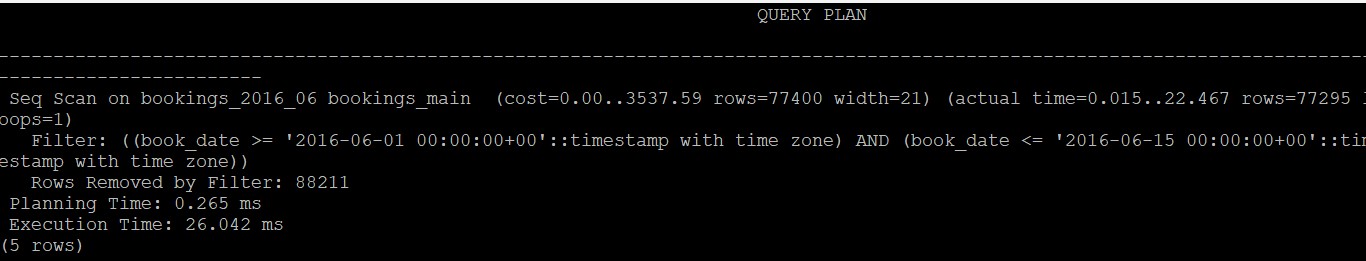 QUERY PLAN
-----------------------------------------------------------------------------------------------------------------------------------
------------------------
Seq Scan on bookings_2016_06 bookings_main  (cost=0.00..3537.59 rows=77400 width=21) (actual time=0.015..22.467 rows=77295 l
oops=1)
Filter: ((book_date >= '2016-06-01 00:00:00+00'::timestamp with time zone) AND (book_date <= '2016-06-15 00:00:00+00'::tim
estamp with time zone))
Rows Removed by Filter: 88211
Planning Time: 0.265 ms
Execution Time: 26.042 ms
(5 rows)